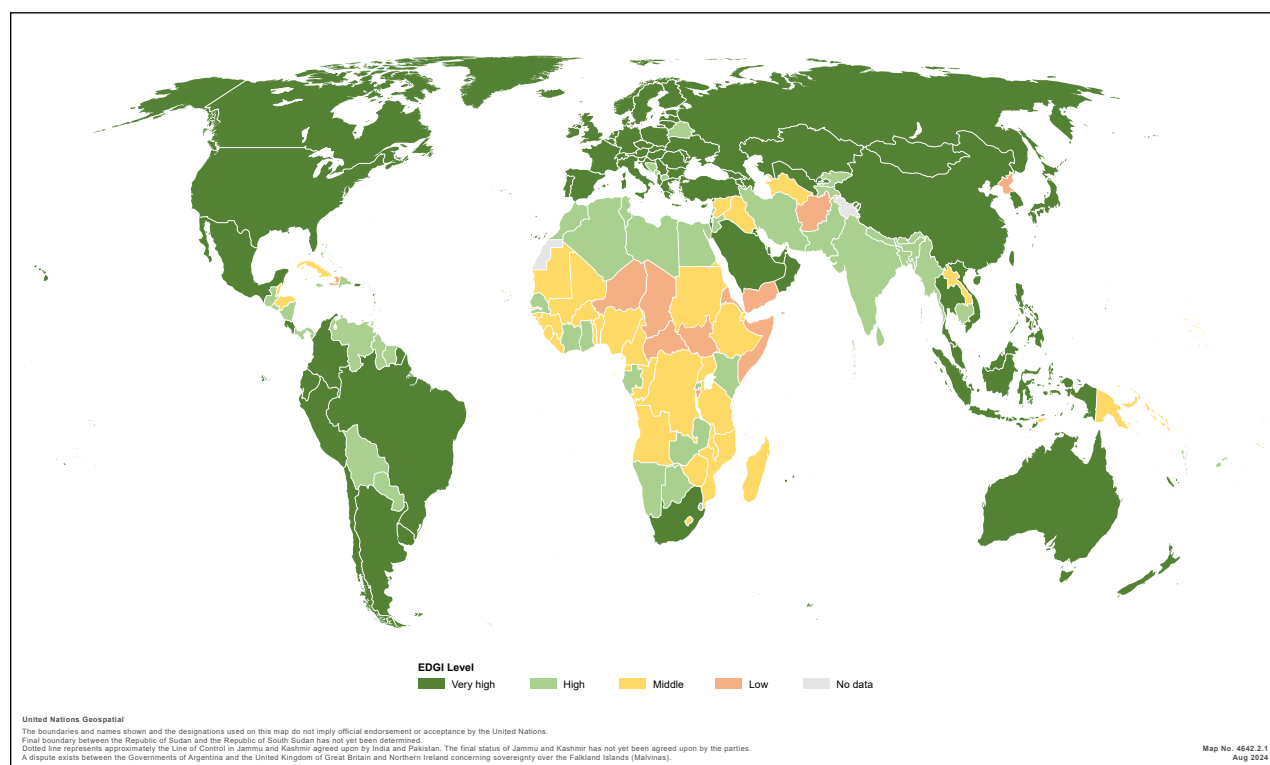 EDGI Level
Very high High Middle Low No data
United Nations Geospatial
The boundaries and names shown and the designations used on this map do not imply official endorsement or acceptance by the United Nations.
Final boundary between the Republic of Sudan and the Republic of South Sudan has not yet been determined.
Dotted line represents approximately the Line of Control in Jammu and Kashmir agreed upon by India and Pakistan. The final status of Jammu and Kashmir has not yet been agreed upon by the parties.
A dispute exists between the Governments of Argentina and the United Kingdom of Great Britain and Northern Ireland concerning sovereignty over the Falkland Islands (Malvinas).
Map No. 4642.2.1
Aug 2024